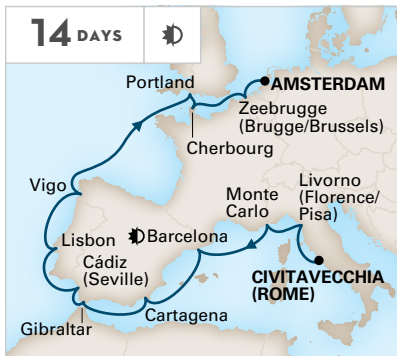 14 DAYS
Portland
AMSTERDAM
Zeebrugge
(Brugge/Brussels)
Cherbourg
Vigo
Livorno
(Florence/
Pisa)
Monte
Carlo
Lisbon
Barcelona
Cádiz
(Seville)
CIVITAVECCHIA
(ROME)
Cartagena
Gibraltar